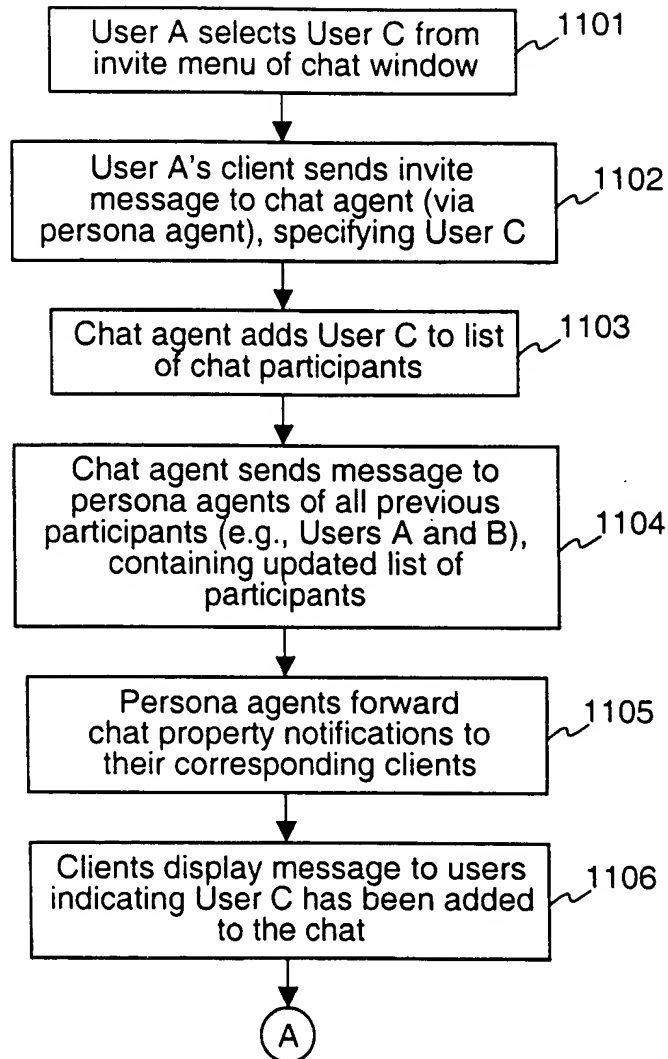 User A selects User C from
invite menu of chat window
1101
User A's client sends invite
message to chat agent (via
persona agent), specifying User C
1102
Chat agent adds User C to list
of chat participants
1103
Chat agent sends message to
persona agents of all previous
participants (e.g., Users A and B),
containing updated list of
participants
1104
Persona agents forward
chat property notifications to
their corresponding clients
1105
Clients display message to users
indicating User C has been added
to the chat
1106
A